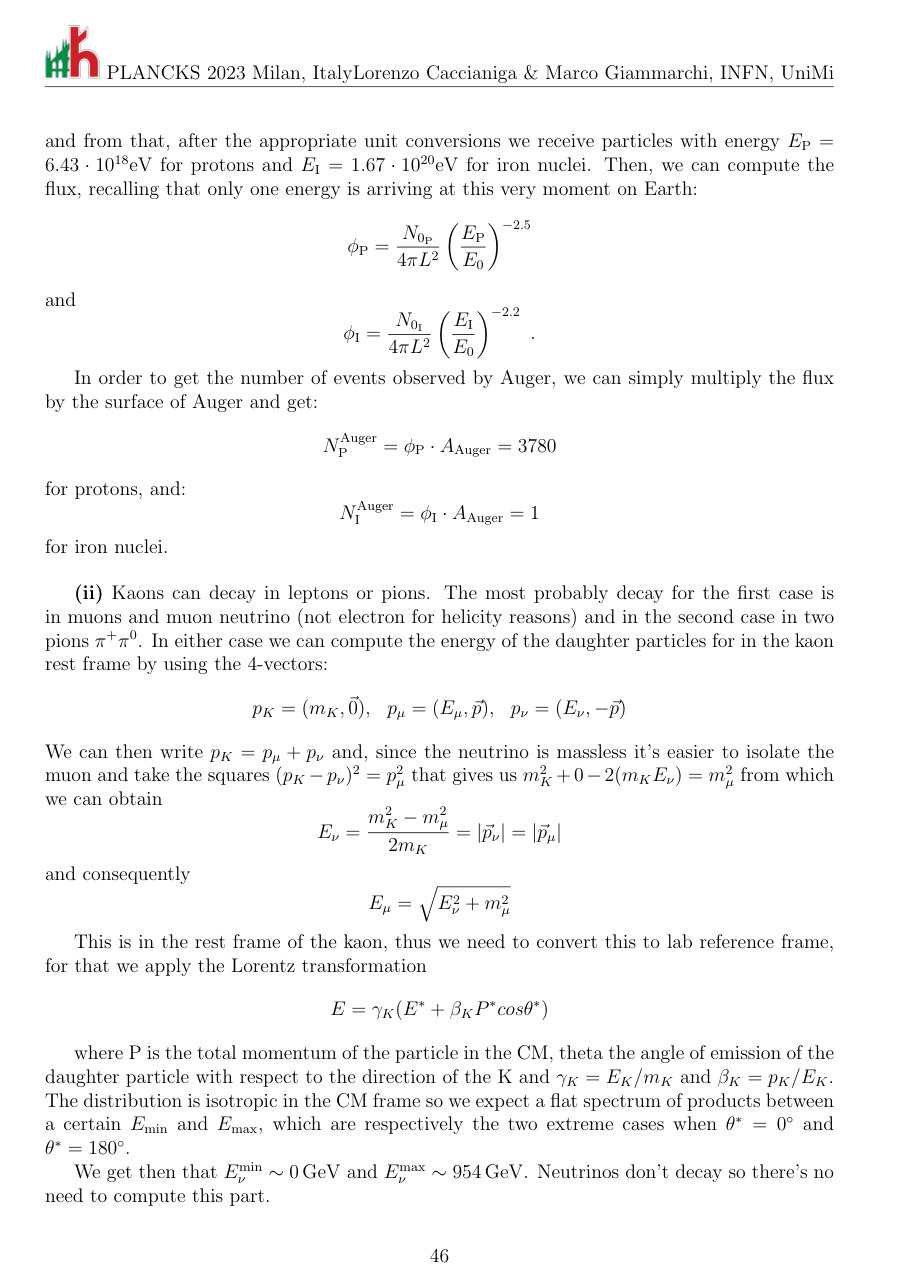 PLANCKS 2023 Milan, ItalyLorenzo Caccianiga & Marco Giammarchi, INFN, UniMi
and from that, after the appropriate unit conversions we receive particles with energy E_P =
6.43 · 10^18eV for protons and E_I = 1.67 · 10^20eV for iron nuclei. Then, we can compute the
flux, recalling that only one energy is arriving at this very moment on Earth:
ϕ_P = N_{0_P}/(4πL^2) (E_P/E_0)^{−2.5}
and
ϕ_I = N_{0_I}/(4πL^2) (E_I/E_0)^{−2.2} .
In order to get the number of events observed by Auger, we can simply multiply the flux
by the surface of Auger and get:
N_P^Auger = ϕ_P · A_Auger = 3780
for protons, and:
N_I^Auger = ϕ_I · A_Auger = 1
for iron nuclei.
(ii) Kaons can decay in leptons or pions. The most probably decay for the first case is
in muons and muon neutrino (not electron for helicity reasons) and in the second case in two
pions π^+π^0. In either case we can compute the energy of the daughter particles for in the kaon
rest frame by using the 4-vectors:
p_K = (m_K, 0⃗), p_μ = (E_μ, p⃗), p_ν = (E_ν, −p⃗)
We can then write p_K = p_μ + p_ν and, since the neutrino is massless it's easier to isolate the
muon and take the squares (p_K − p_ν)^2 = p_μ^2 that gives us m_K^2 + 0 − 2(m_K E_ν) = m_μ^2 from which
we can obtain
E_ν = (m_K^2 − m_μ^2)/(2m_K) = |p⃗_ν| = |p⃗_μ|
and consequently
E_μ = √(E_ν^2 + m_μ^2)
This is in the rest frame of the kaon, thus we need to convert this to lab reference frame,
for that we apply the Lorentz transformation
E = γ_K(E^* + β_K P^* cosθ^*)
where P is the total momentum of the particle in the CM, theta the angle of emission of the
daughter particle with respect to the direction of the K and γ_K = E_K/m_K and β_K = p_K/E_K.
The distribution is isotropic in the CM frame so we expect a flat spectrum of products between
a certain E_min and E_max, which are respectively the two extreme cases when θ^* = 0° and
θ^* = 180°.
We get then that E_ν^min ∼ 0 GeV and E_ν^max ∼ 954 GeV. Neutrinos don't decay so there's no
need to compute this part.
46